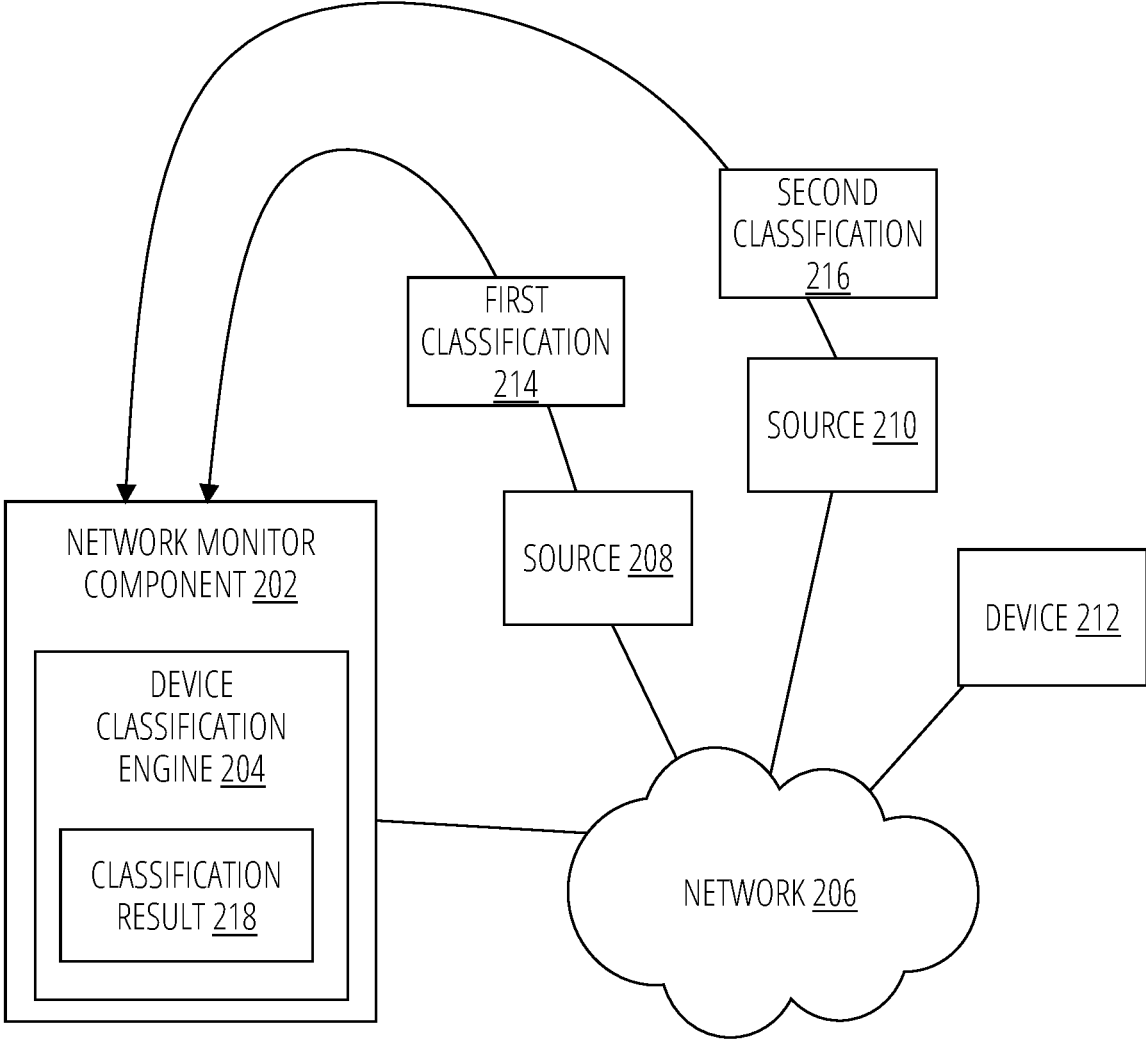 SECOND
CLASSIFICATION
216
FIRST
CLASSIFICATION
214
SOURCE 210
SOURCE 208
NETWORK MONITOR
COMPONENT 202
DEVICE 212
DEVICE
CLASSIFICATION
ENGINE 204
CLASSIFICATION
RESULT 218
NETWORK 206